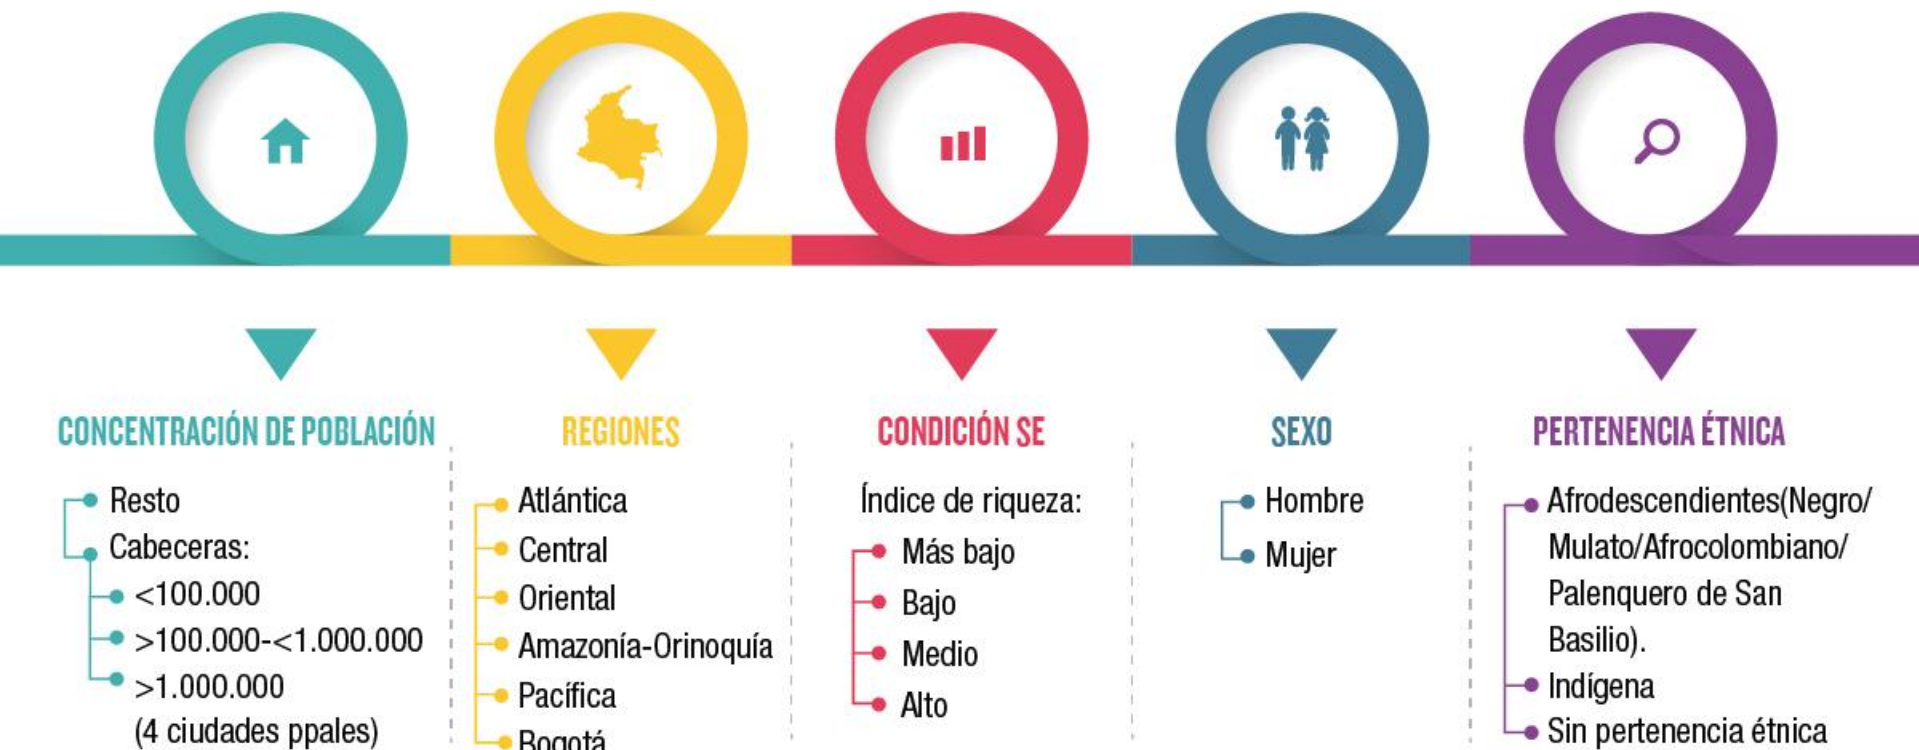 CONCENTRACIÓN DE POBLACIÓN
Resto
Cabeceras:
<100.000
>100.000-<1.000.000
>1.000.000
(4 ciudades ppales)
REGIONES
Atlántica
Central
Oriental
Amazonía-Orinoquía
Pacífica
Bogotá
CONDICIÓN SE
Índice de riqueza:
Más bajo
Bajo
Medio
Alto
SEXO
Hombre
Mujer
PERTENENCIA ÉTNICA
Afrodescendientes(Negro/
Mulato/Afrocolombiano/
Palenquero de San
Basilio).
Indígena
Sin pertenencia étnica